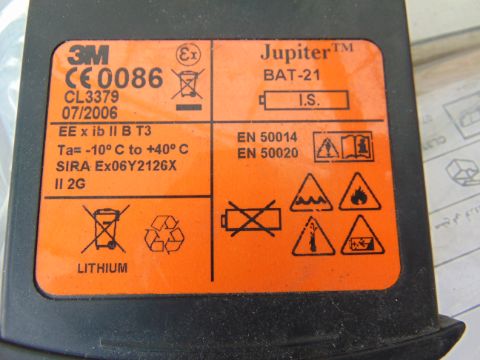 3M
CE 0086
CL3379
07/2006
Ex
Jupiter™
BAT-21
I.S.
EE x ib II B T3
Ta= -10° C to +40° C
SIRA Ex06Y2126X
II 2G
EN 50014
EN 50020
LITHIUM